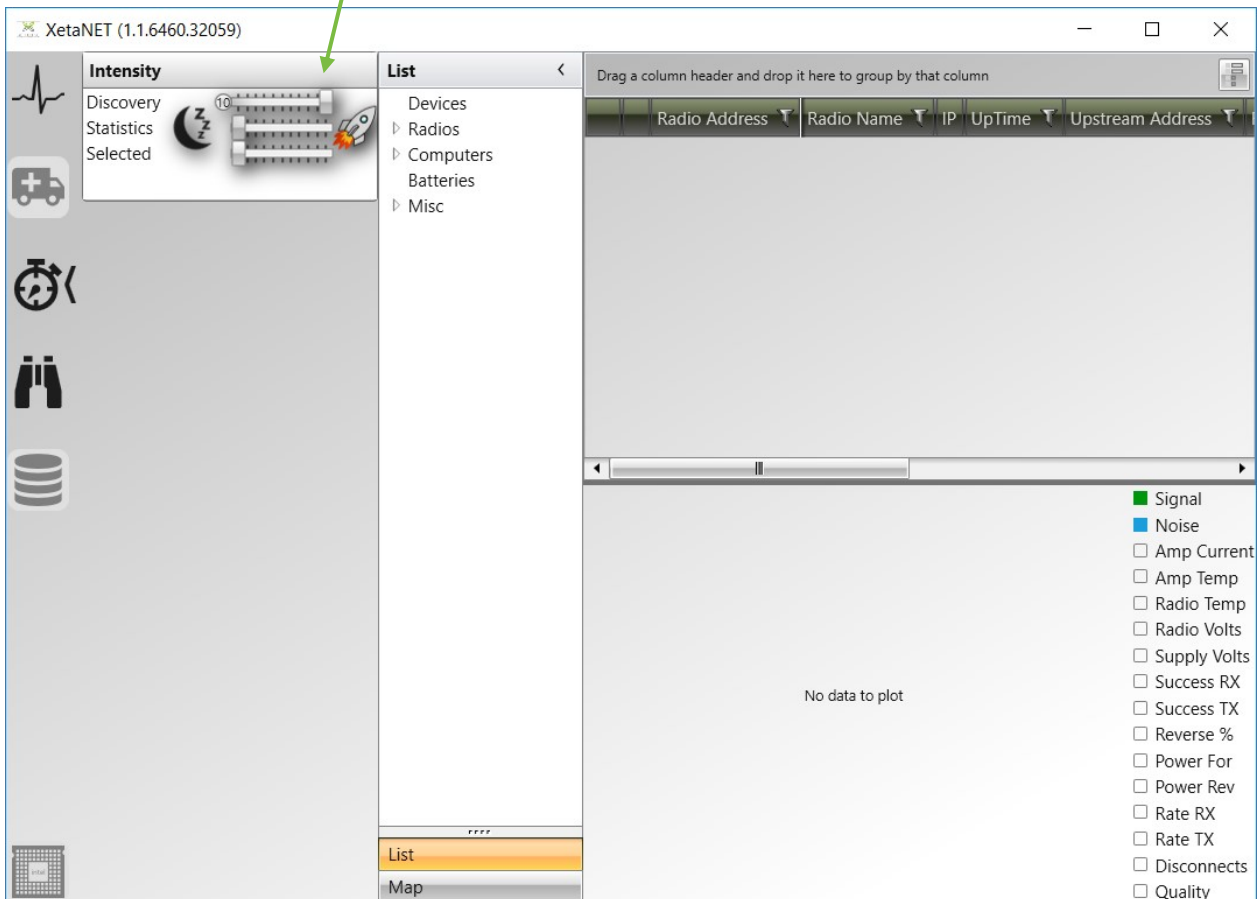 XetaNET (1.1.6460.32059)
Intensity
Discovery
Statistics
Selected
10
List
Devices
Radios
Computers
Batteries
Misc
List
Map
Drag a column header and drop it here to group by that column
Radio Address Radio Name IP UpTime Upstream Address
No data to plot
Signal
Noise
Amp Current
Amp Temp
Radio Temp
Radio Volts
Supply Volts
Success RX
Success TX
Reverse %
Power For
Power Rev
Rate RX
Rate TX
Disconnects
Quality
intel